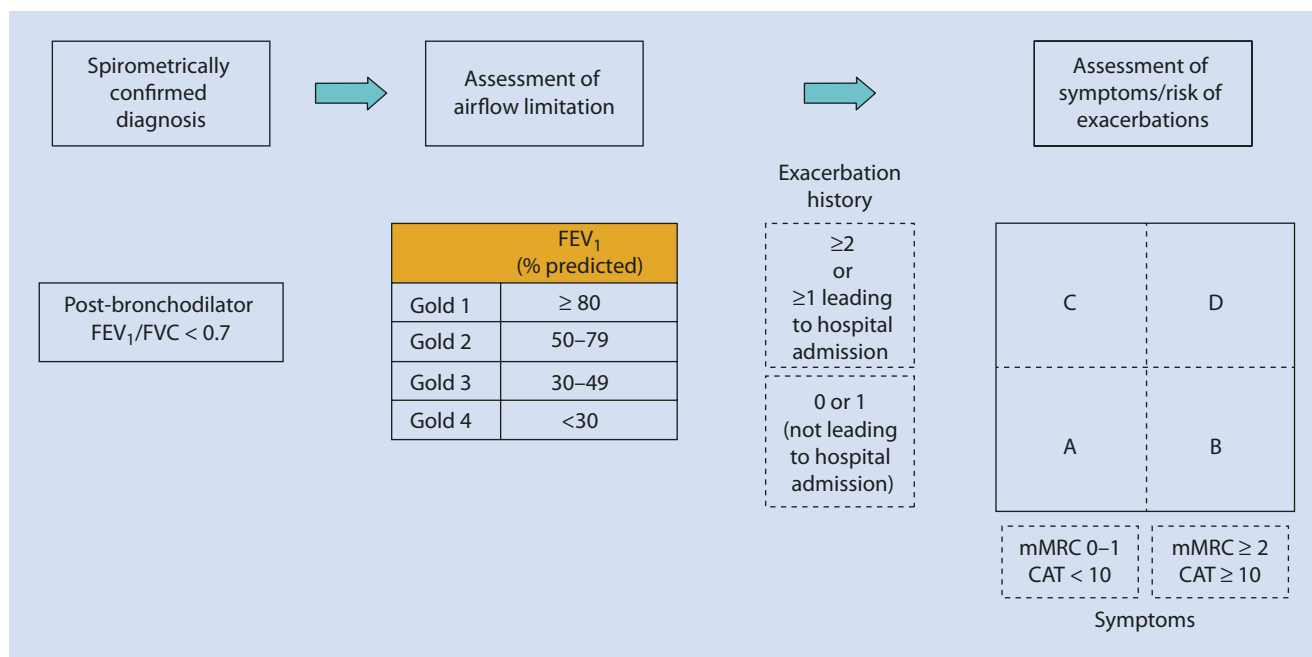 Spirometrically
confirmed
diagnosis
Assessment of
airflow limitation
Assessment of
symptoms/risk of
exacerbations
Post-bronchodilator
FEV₁/FVC < 0.7
FEV₁
(% predicted)
Gold 1 ≥ 80
Gold 2 50–79
Gold 3 30–49
Gold 4 <30
Exacerbation
history
≥2
or
≥1 leading
to hospital
admission
0 or 1
(not leading
to hospital
admission)
C D
A B
mMRC 0–1
CAT < 10
mMRC ≥ 2
CAT ≥ 10
Symptoms